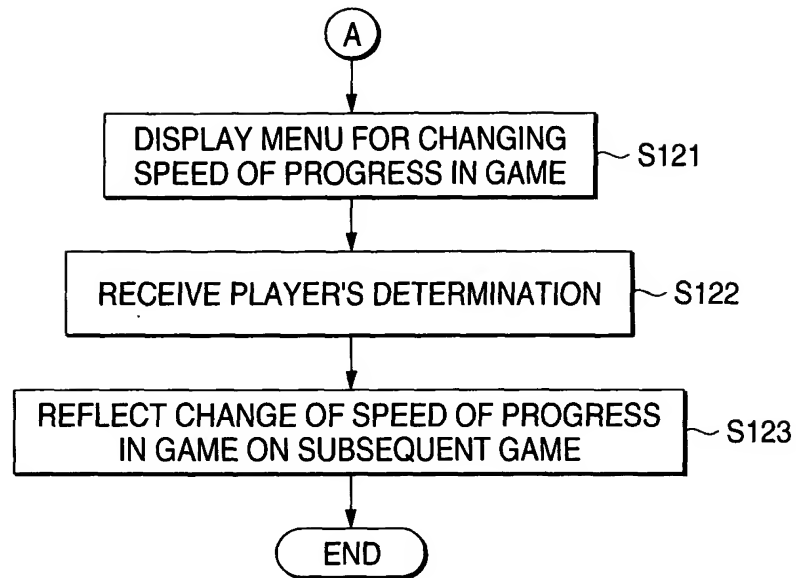 A
DISPLAY MENU FOR CHANGING
SPEED OF PROGRESS IN GAME
S121
RECEIVE PLAYER'S DETERMINATION
S122
REFLECT CHANGE OF SPEED OF PROGRESS
IN GAME ON SUBSEQUENT GAME
S123
END